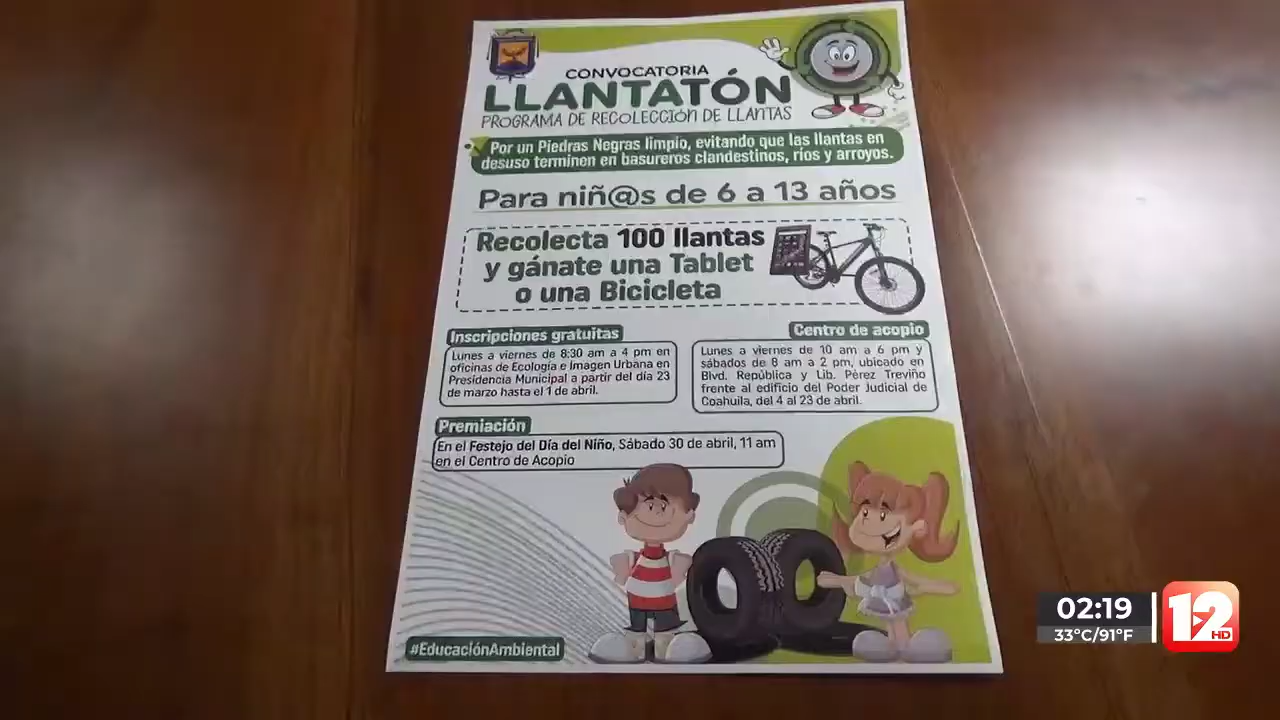 CONVOCATORIA
LLANTATÓN
PROGRAMA DE RECOLECCIÓN DE LLANTAS
Por un Piedras Negras limpio, evitando que las llantas en
desuso terminen en basureros clandestinos, ríos y arroyos.
Para niñ@s de 6 a 13 años
Recolecta 100 llantas
y gánate una Tablet
o una Bicicleta
Inscripciones gratuitas
Lunes a viernes de 8:30 am a 4 pm en
oficinas de Ecología e Imagen Urbana en
Presidencia Municipal a partir del día 23
de marzo hasta el 1 de abril.
Centro de acopio
Lunes a viernes de 10 am a 6 pm y
sábados de 8 am a 2 pm, ubicado en
Blvd. República y Lib. Pérez Treviño
frente al edificio del Poder Judicial de
Coahuila, del 4 al 23 de abril.
Premiación
En el Festejo del Día del Niño, Sábado 30 de abril, 11 am
en el Centro de Acopio
#EducaciónAmbiental
02:19
33°C/91°F
12
HD